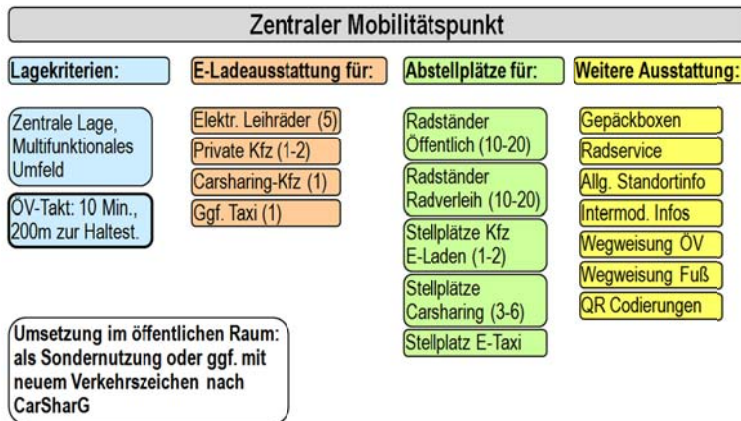 Zentraler Mobilitätspunkt
Lagekriterien:
Zentrale Lage,
Multifunktionales
Umfeld
ÖV-Takt: 10 Min.,
200m zur Haltest.
E-Ladeausstattung für:
Elektr. Leihräder (5)
Private Kfz (1-2)
Carsharing-Kfz (1)
Ggf. Taxi (1)
Abstellplätze für:
Radständer
Öffentlich (10-20)
Radständer
Radverleih (10-20)
Stellplätze Kfz
E-Laden (1-2)
Stellplätze
Carsharing (3-6)
Stellplatz E-Taxi
Weitere Ausstattung:
Gepäckboxen
Radservice
Allg. Standortinfo
Intermod. Infos
Wegweisung ÖV
Wegweisung Fuß
QR Codierungen
Umsetzung im öffentlichen Raum:
als Sondernutzung oder ggf. mit
neuem Verkehrszeichen nach
CarSharG